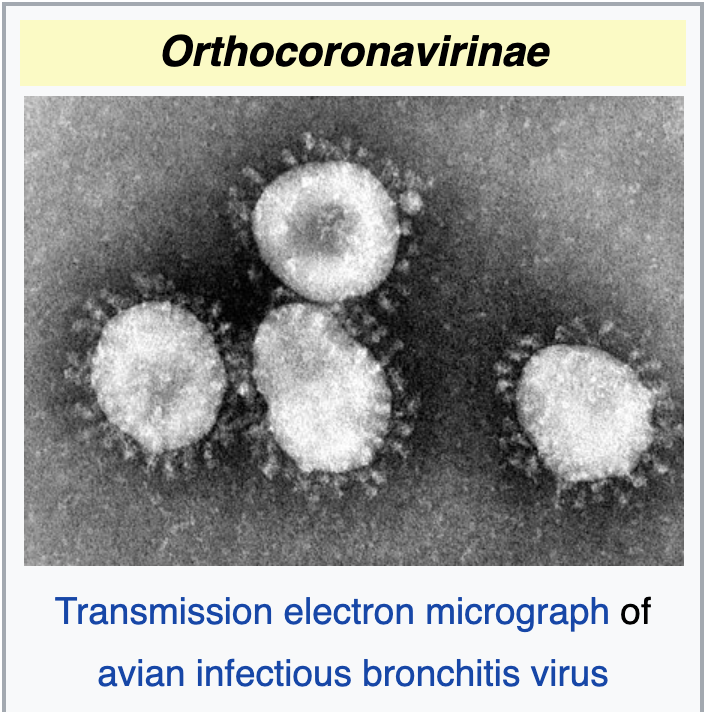 Orthocoronavirinae
Transmission electron micrograph of
avian infectious bronchitis virus